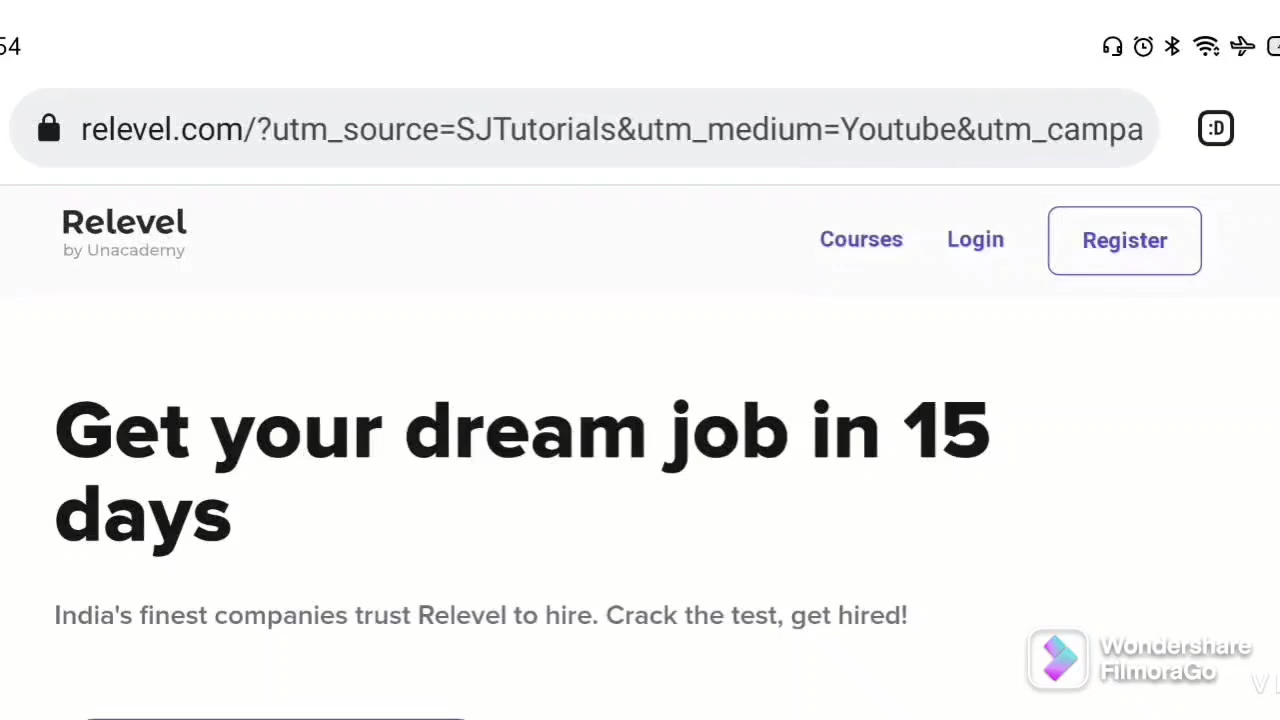 54
relevel.com/?utm_source=SJTutorials&utm_medium=Youtube&utm_campa
:D
Relevel
by Unacademy
Courses Login Register
Get your dream job in 15
days
India's finest companies trust Relevel to hire. Crack the test, get hired!
Wondershare
FilmoraGo